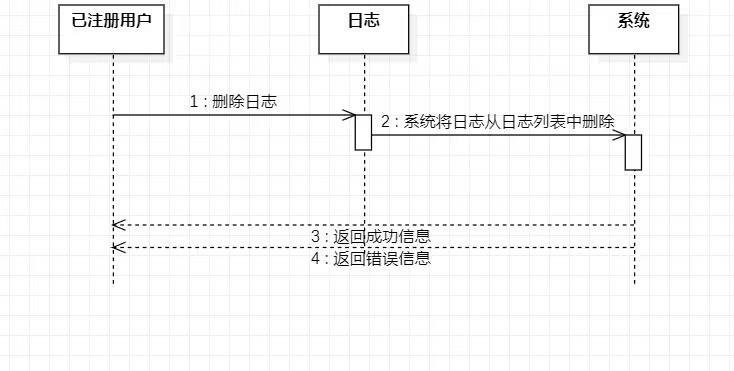 已注册用户
日志
系统
1 : 删除日志
2 : 系统将日志从日志列表中删除
3 : 返回成功信息
4 : 返回错误信息